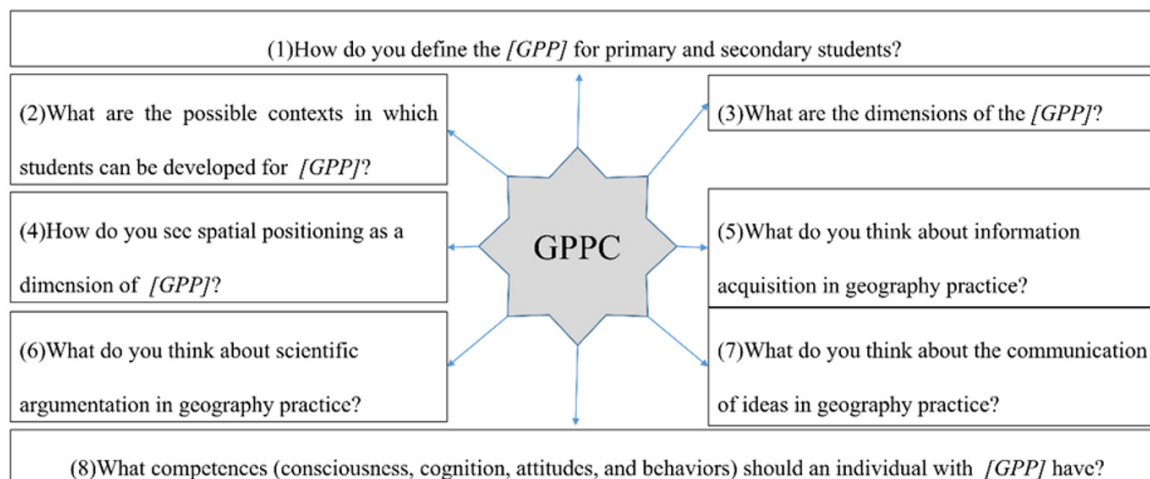 (1)How do you define the [GPP] for primary and secondary students?
(2)What are the possible contexts in which
students can be developed for [GPP]?
(3)What are the dimensions of the [GPP]?
(4)How do you see spatial positioning as a
dimension of [GPP]?
GPPC
(5)What do you think about information
acquisition in geography practice?
(6)What do you think about scientific
argumentation in geography practice?
(7)What do you think about the communication
of ideas in geography practice?
(8)What competences (consciousness, cognition, attitudes, and behaviors) should an individual with [GPP] have?